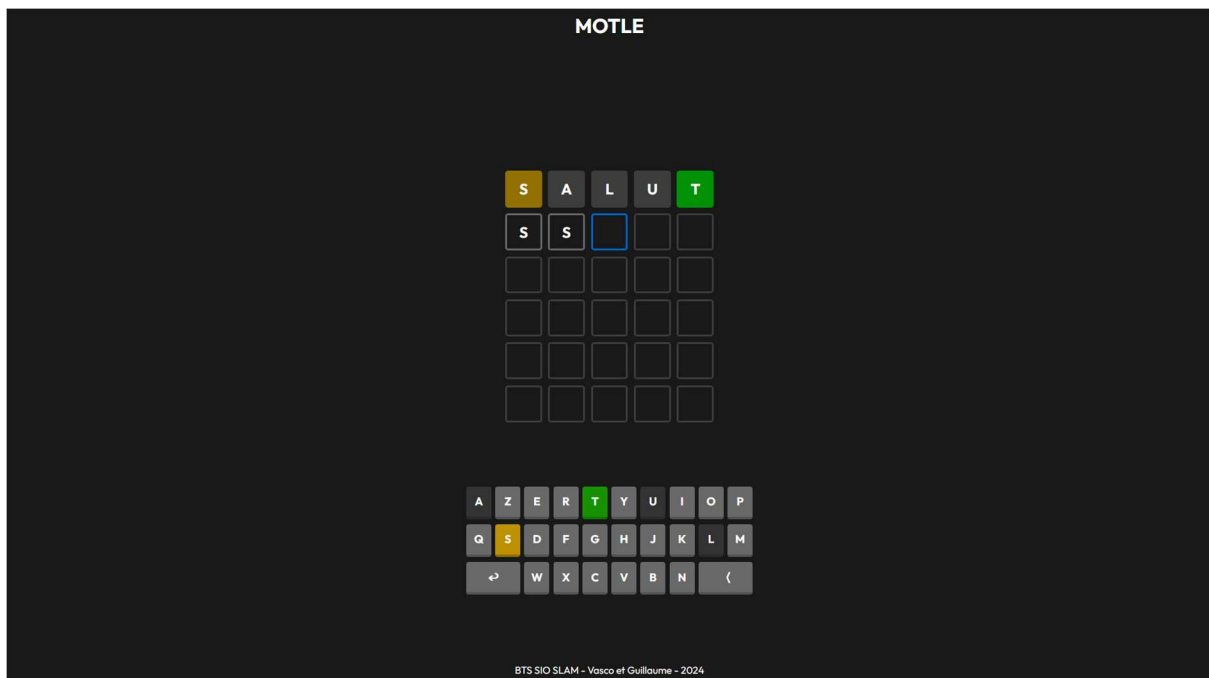 MOTLE
S A L U T
S S
A Z E R T Y U I O P
Q S D F G H J K L M
↵ W X C V B N ⟨
BTS SIO SLAM - Vasco et Guillaume - 2024